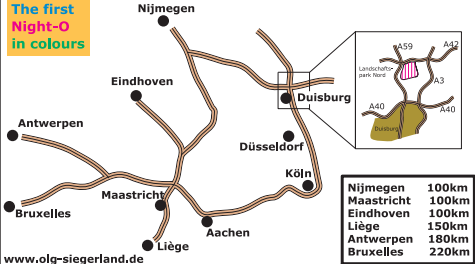 The first
Night-O
in colours
Nijmegen
Eindhoven
Antwerpen
Bruxelles
Maastricht
Liège
Aachen
Köln
Düsseldorf
Duisburg
A59
A42
Landschafts-
park Nord
A3
A40
A40
Duisburg
Nijmegen 100km
Maastricht 100km
Eindhoven 100km
Liège 150km
Antwerpen 180km
Bruxelles 220km
www.olg-siegerland.de